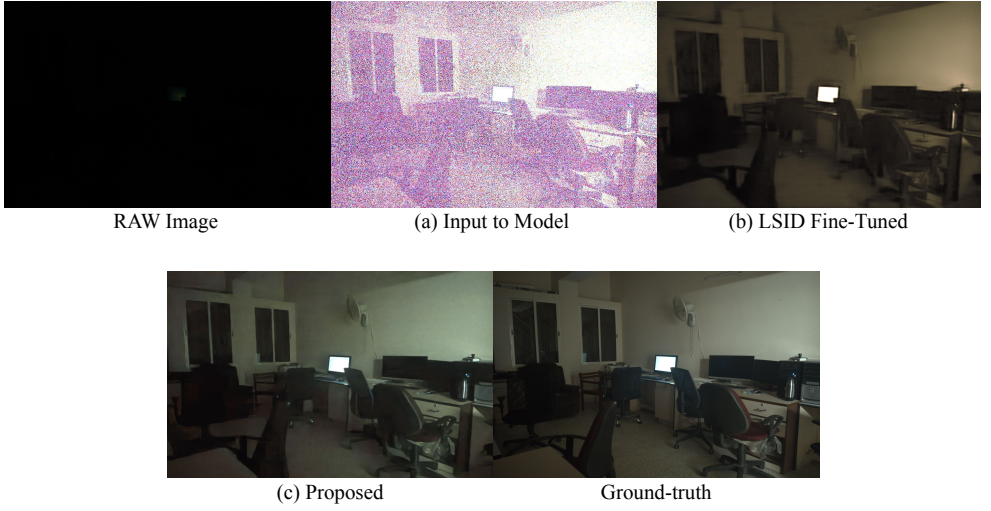 RAW Image
(a) Input to Model
(b) LSID Fine-Tuned
(c) Proposed
Ground-truth